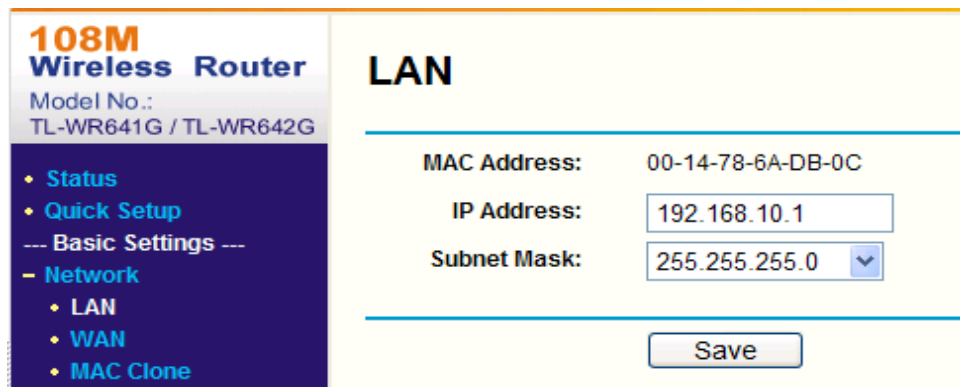 108M
Wireless Router
Model No.:
TL-WR641G / TL-WR642G
• Status
• Quick Setup
--- Basic Settings ---
– Network
• LAN
• WAN
• MAC Clone
LAN
MAC Address: 00-14-78-6A-DB-0C
IP Address: 192.168.10.1
Subnet Mask: 255.255.255.0
Save